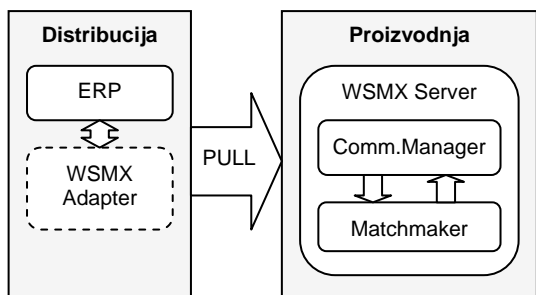 Distribucija
ERP
WSMX
Adapter
PULL
Proizvodnja
WSMX Server
Comm.Manager
Matchmaker